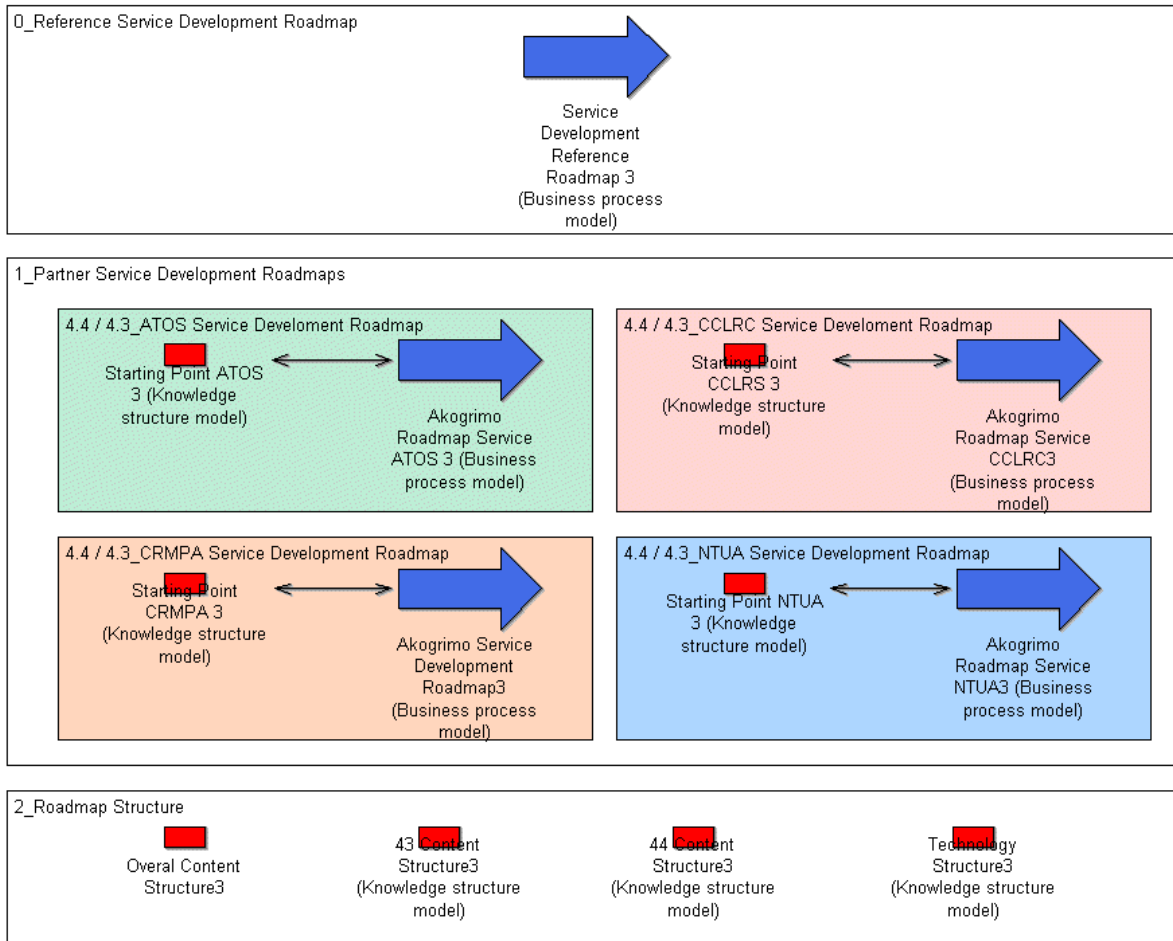 0_Reference Service Development Roadmap
Service
Development
Reference
Roadmap 3
(Business process
model)
1_Partner Service Development Roadmaps
4.4 / 4.3_ATOS Service Develoment Roadmap
Starting Point ATOS
3 (Knowledge
structure model)
Akogrimo
Roadmap Service
ATOS 3 (Business
process model)
4.4 / 4.3_CCLRC Service Develoment Roadmap
Starting Point
CCLRS 3
(Knowledge structure
model)
Akogrimo
Roadmap Service
CCLRC3
(Business process
model)
4.4 / 4.3_CRMPA Service Development Roadmap
Starting Point
CRMPA 3
(Knowledge structure
model)
Akogrimo Service
Development
Roadmap3
(Business process
model)
4.4 / 4.3_NTUA Service Development Roadmap
Starting Point NTUA
3 (Knowledge
structure model)
Akogrimo
Roadmap Service
NTUA3 (Business
process model)
2_Roadmap Structure
Overal Content
Structure3
43 Content
Structure3
(Knowledge structure
model)
44 Content
Structure3
(Knowledge structure
model)
Technology
Structure3
(Knowledge structure
model)